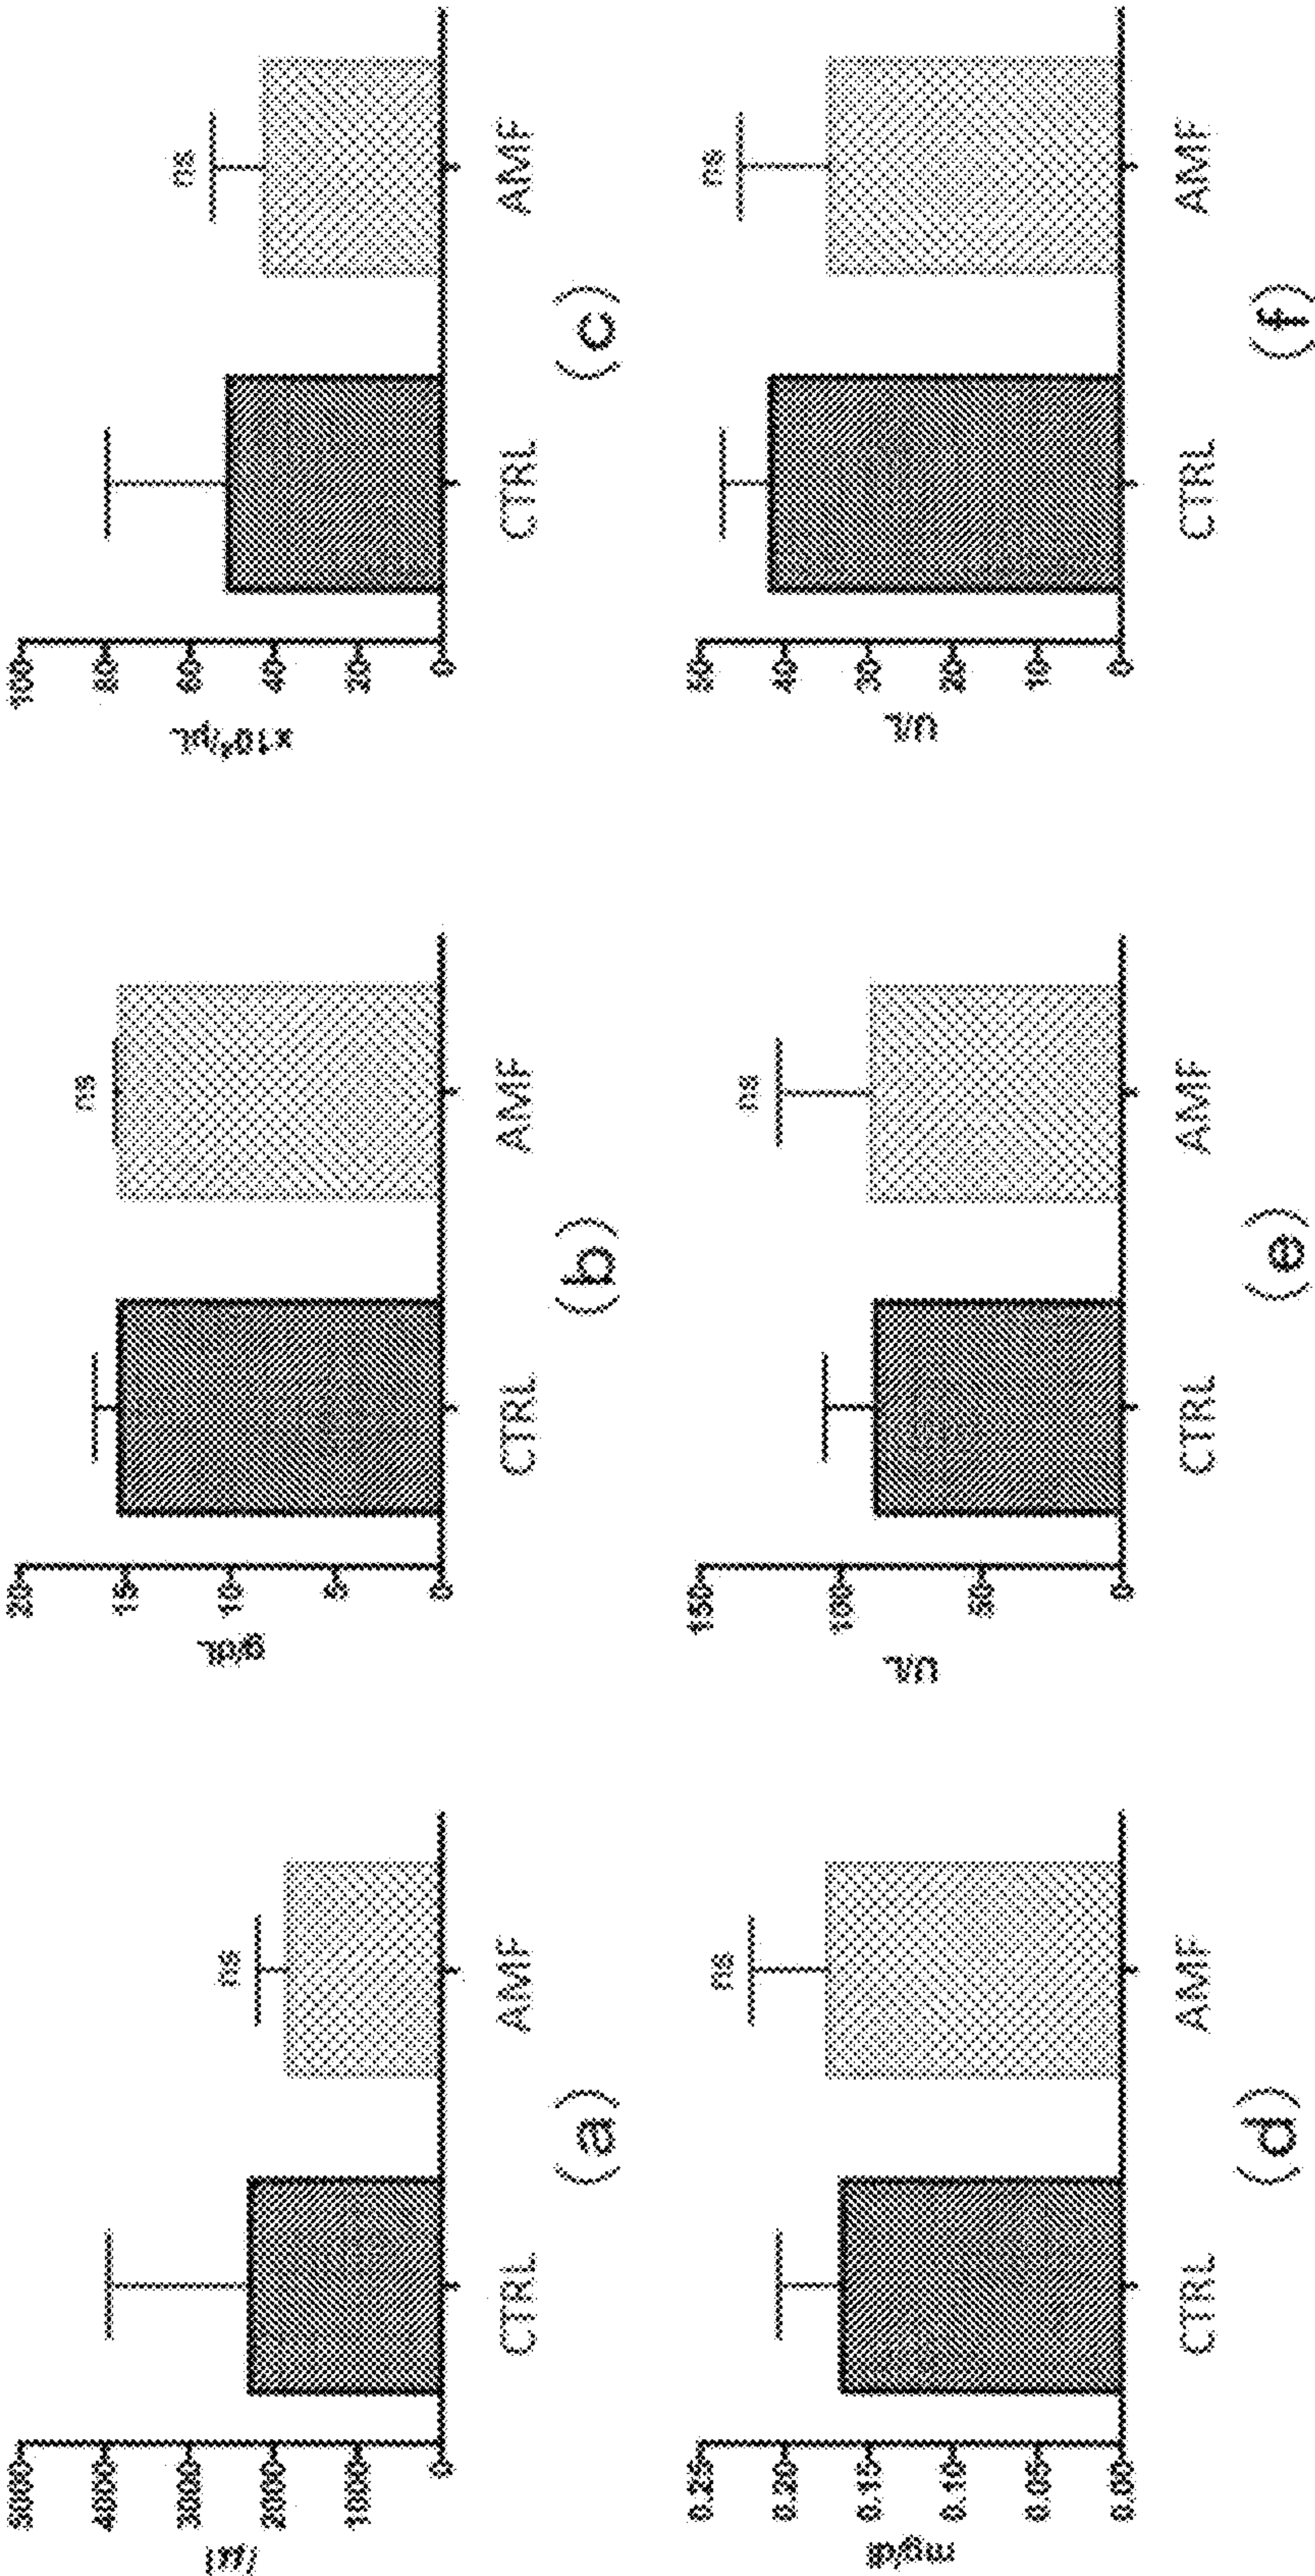 /μl
5000
4000
3000
2000
1000
0
ns
CTRL
AMF
(a)
g/dL
20
15
10
5
0
ns
CTRL
AMF
(b)
100
80
60
40
20
0
ns
CTRL
AMF
(c)
mg/dl
0.25
0.20
0.15
0.10
0.05
0.00
ns
CTRL
AMF
(d)
U/L
150
100
50
0
ns
CTRL
AMF
(e)
U/L
50
40
30
20
10
0
ns
CTRL
AMF
(f)